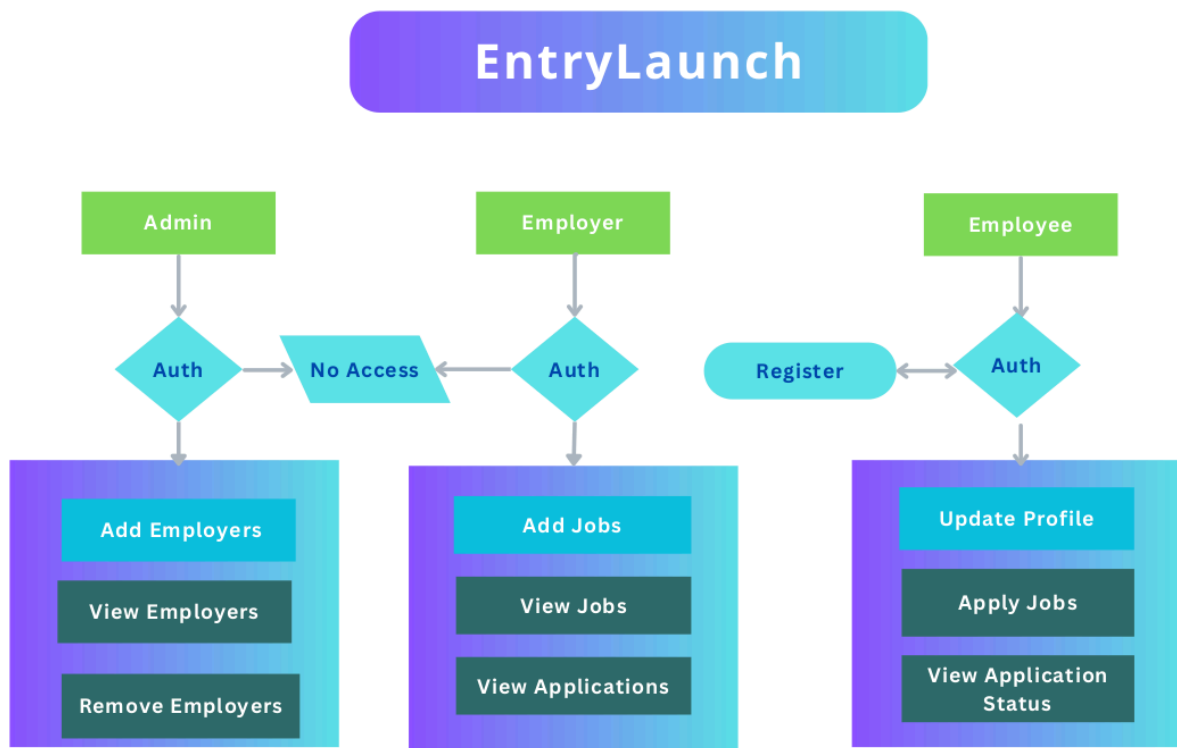 EntryLaunch
Admin
Employer
Employee
Auth
No Access
Auth
Register
Auth
Add Employers
View Employers
Remove Employers
Add Jobs
View Jobs
View Applications
Update Profile
Apply Jobs
View Application
Status